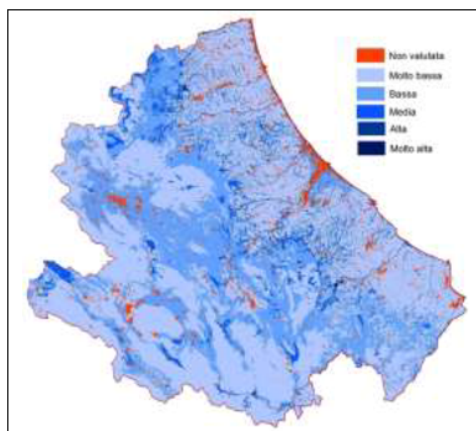 Non valutata
Molto bassa
Bassa
Media
Alta
Molto alta